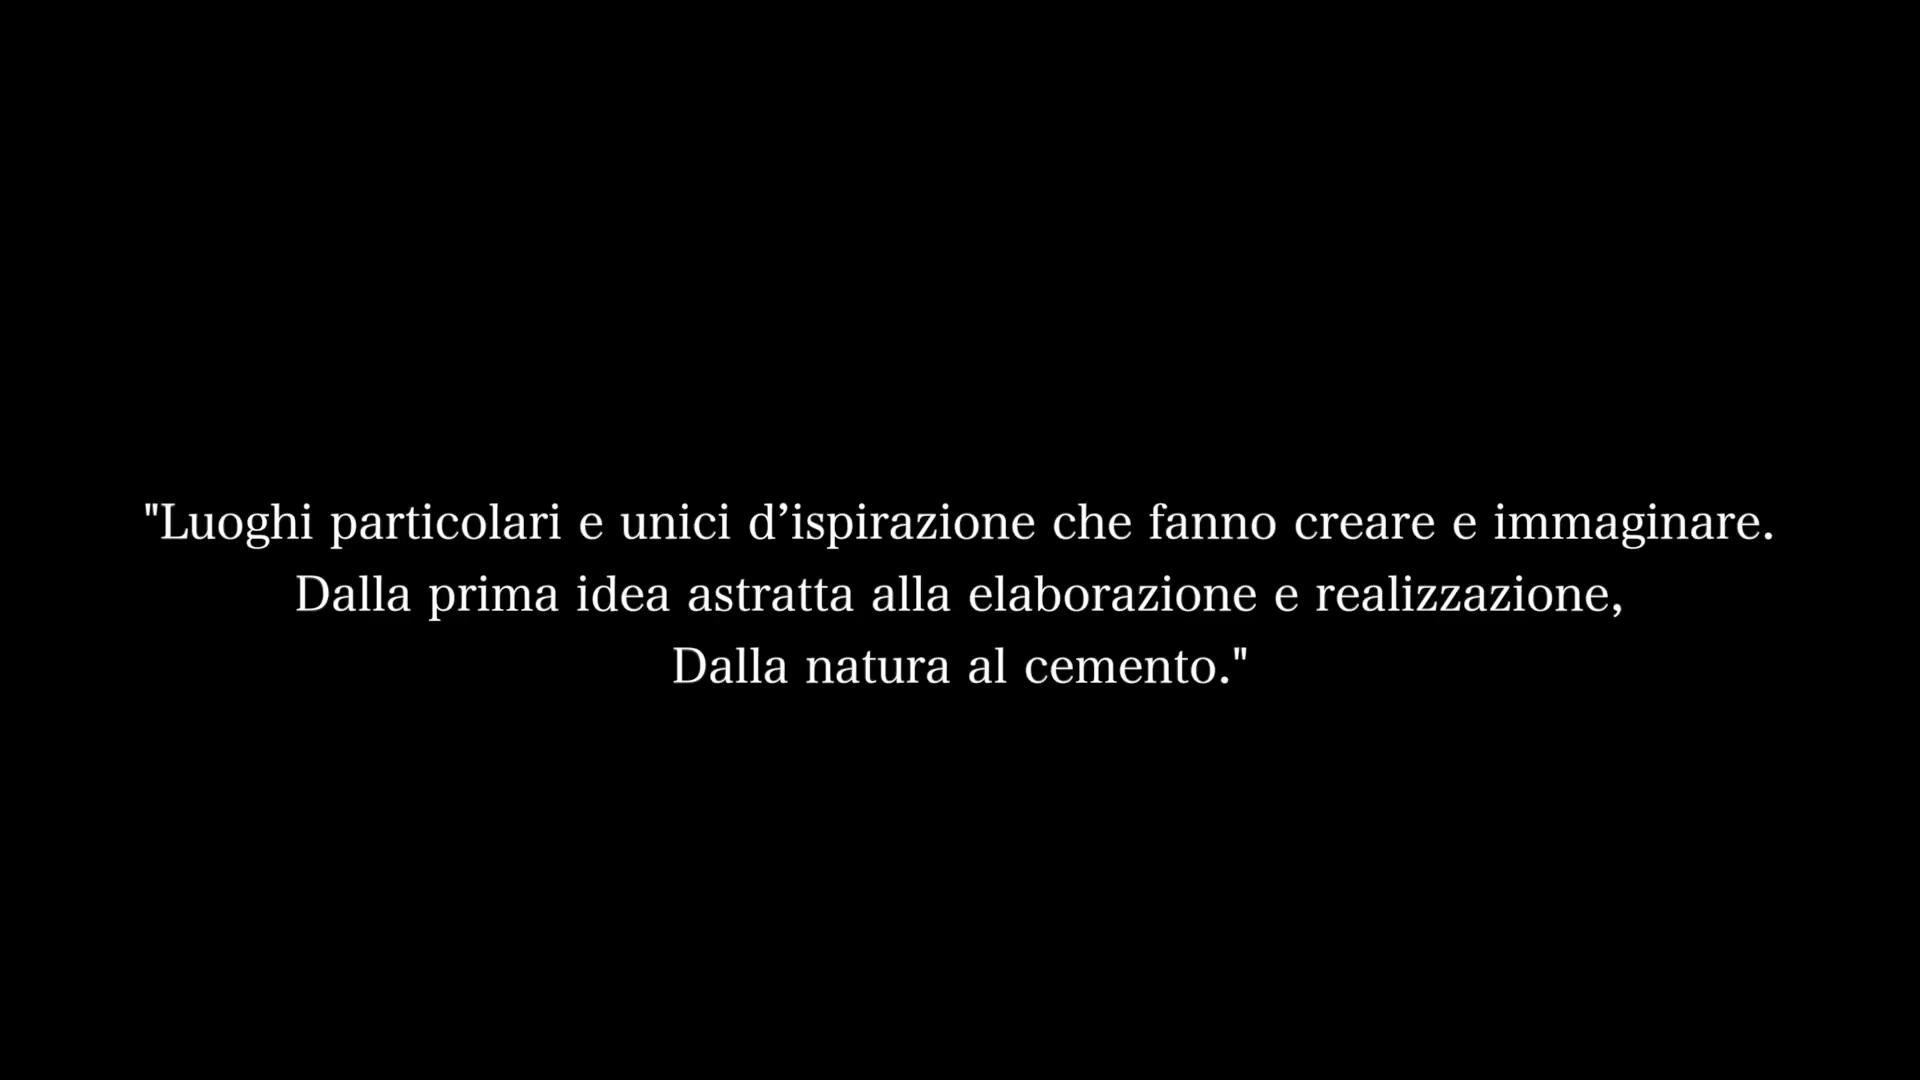 "Luoghi particolari e unici d’ispirazione che fanno creare e immaginare.
Dalla prima idea astratta alla elaborazione e realizzazione,
Dalla natura al cemento."